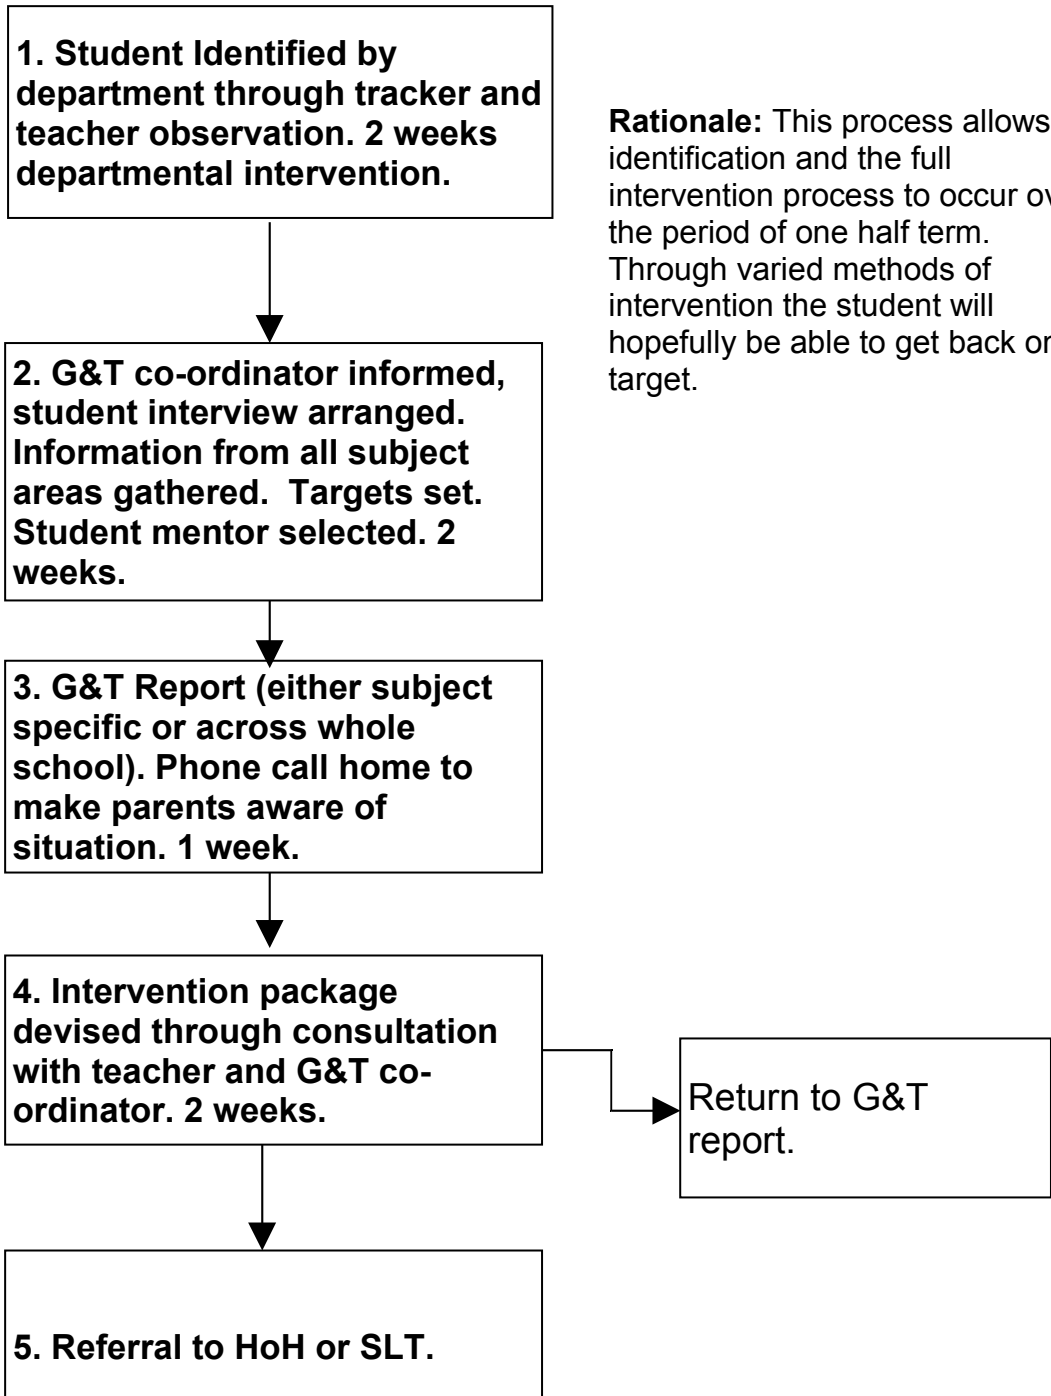 1. Student Identified by
department through tracker and
teacher observation. 2 weeks
departmental intervention.
Rationale: This process allows
identification and the full
intervention process to occur
the period of one half term.
Through varied methods of
intervention the student will
hopefully be able to get back
target.
2. G&T co-ordinator informed,
student interview arranged.
Information from all subject
areas gathered. Targets set.
Student mentor selected. 2
weeks.
3. G&T Report (either subject
specific or across whole
school). Phone call home to
make parents aware of
situation. 1 week.
4. Intervention package
devised through consultation
with teacher and G&T co-
ordinator. 2 weeks.
Return to G&T
report.
5. Referral to HoH or SLT.